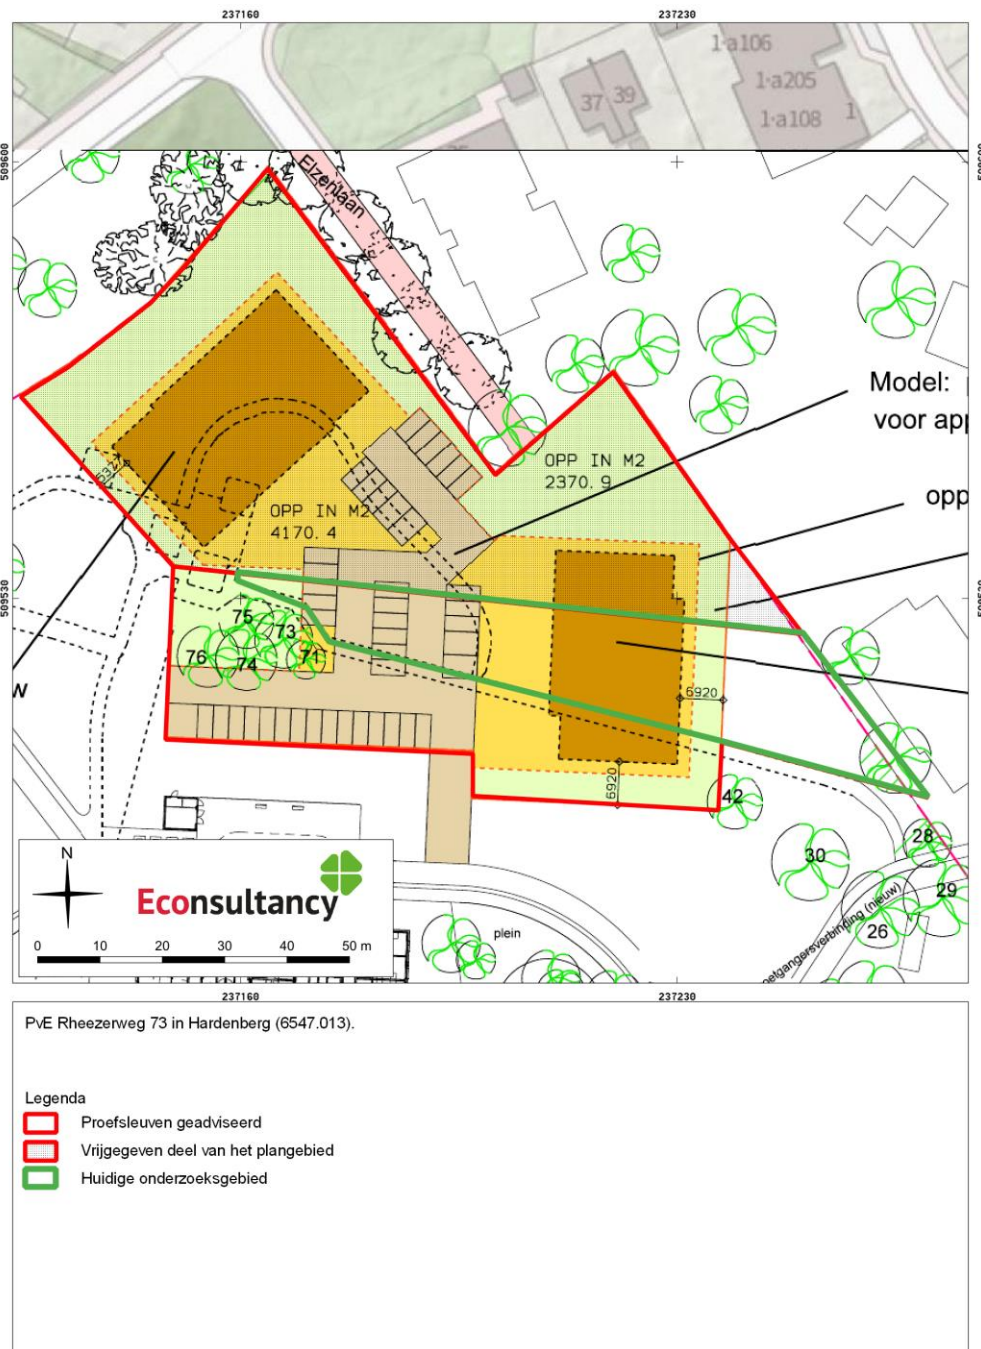 237160 237230
1-a106
1-a205
37 39
1-a108 1
509600
Elzenlaan
Model:
voor app
OPP IN M2
2370.9
opp
OPP IN M2
4170.4
509530
75
73
76 74 71
6920
6920
42
30
28
29
26
plein
N
Econsultancy
0 10 20 30 40 50 m
237160 237230
PvE Rheezerweg 73 in Hardenberg (6547.013).
Legenda
Proefsleuven geadviseerd
Vrijgegeven deel van het plangebied
Huidige onderzoeksgebied